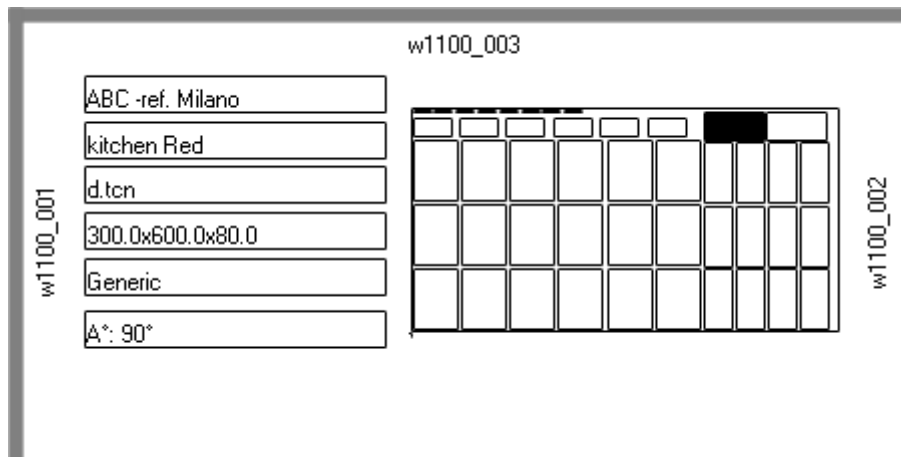 w1100_003
ABC -ref. Milano
kitchen Red
d.tcn
300.0x600.0x80.0
Generic
A°: 90°
w1100_001
w1100_002